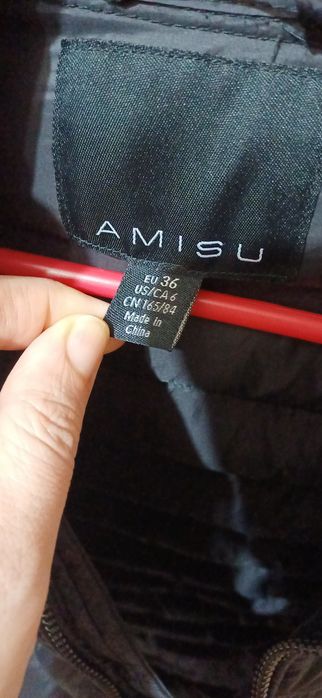 AMISU
EU 36
US/CA 6
CN 165/84
Made in
China